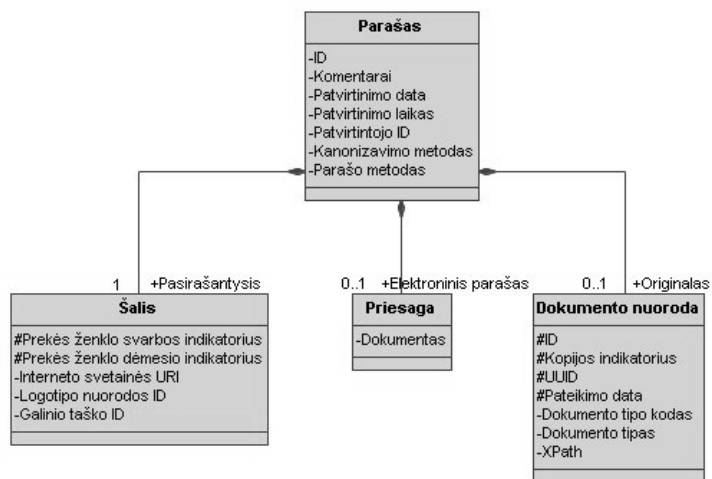 Parašas
-ID
-Komentarai
-Patvirtinimo data
-Patvirtinimo laikas
-Patvirtintojo ID
-Kanonizavimo metodas
-Parašo metodas
1 +Pasirašantysis
0..1 +Elektroninis parašas
0..1 +Originalas
Šalis
#Prekės ženklo svarbos indikatorius
#Prekės ženklo dėmesio indikatorius
-Interneto svetainės URI
-Logotipo nuorodos ID
-Galinio taško ID
Priesaga
-Dokumentas
Dokumento nuoroda
#ID
#Kopijos indikatorius
#UUID
#Pateikimo data
-Dokumento tipo kodas
-Dokumento tipas
-XPath